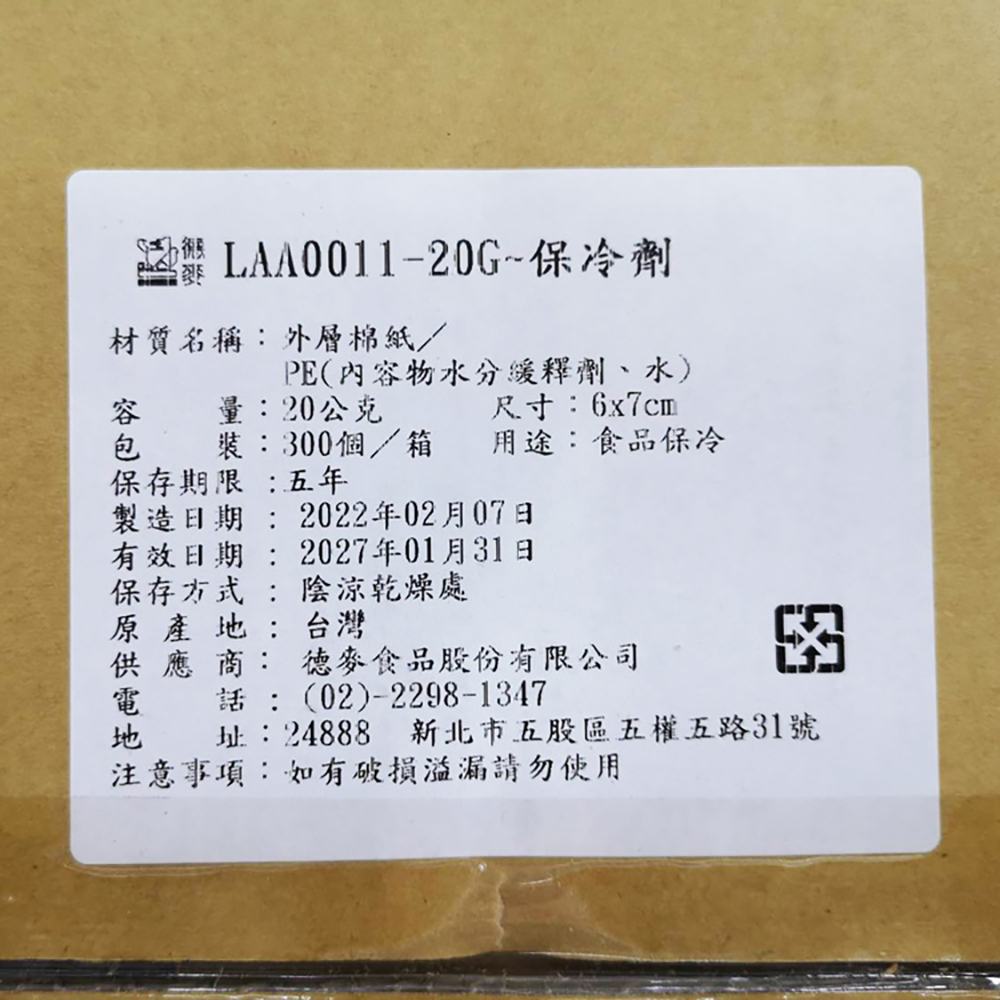 德麥 LAA0011-20G~保冷劑
材質名稱：外層棉紙／
PE(內容物水分緩釋劑、水)
容量：20公克 尺寸：6x7cm
包裝：300個／箱 用途：食品保冷
保存期限：五年
製造日期：2022年02月07日
有效日期：2027年01月31日
保存方式：陰涼乾燥處
原產地：台灣
供應商：德麥食品股份有限公司
電話：(02)-2298-1347
地址：24888 新北市五股區五權五路31號
注意事項：如有破損溢漏請勿使用